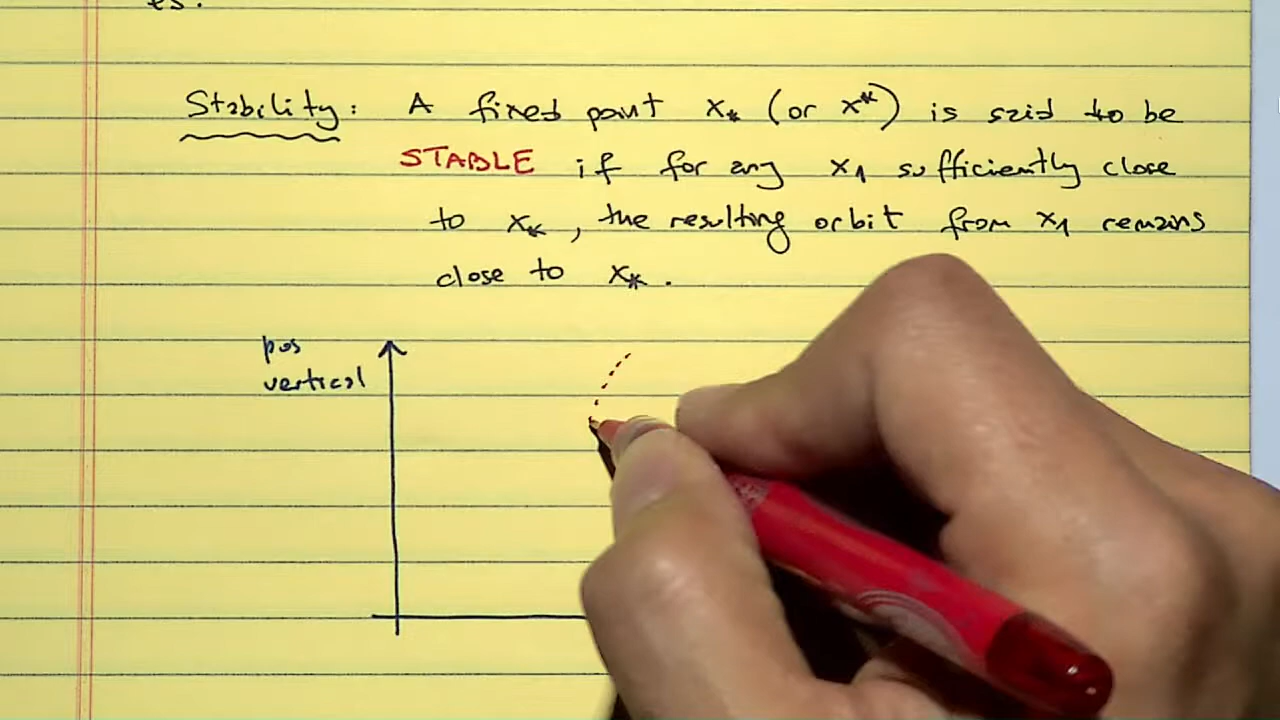 es.
Stability: A fixed point x* (or x*) is said to be
STABLE if for any x1 sufficiently close
to x*, the resulting orbit from x1 remains
close to x*.
pos
vertical